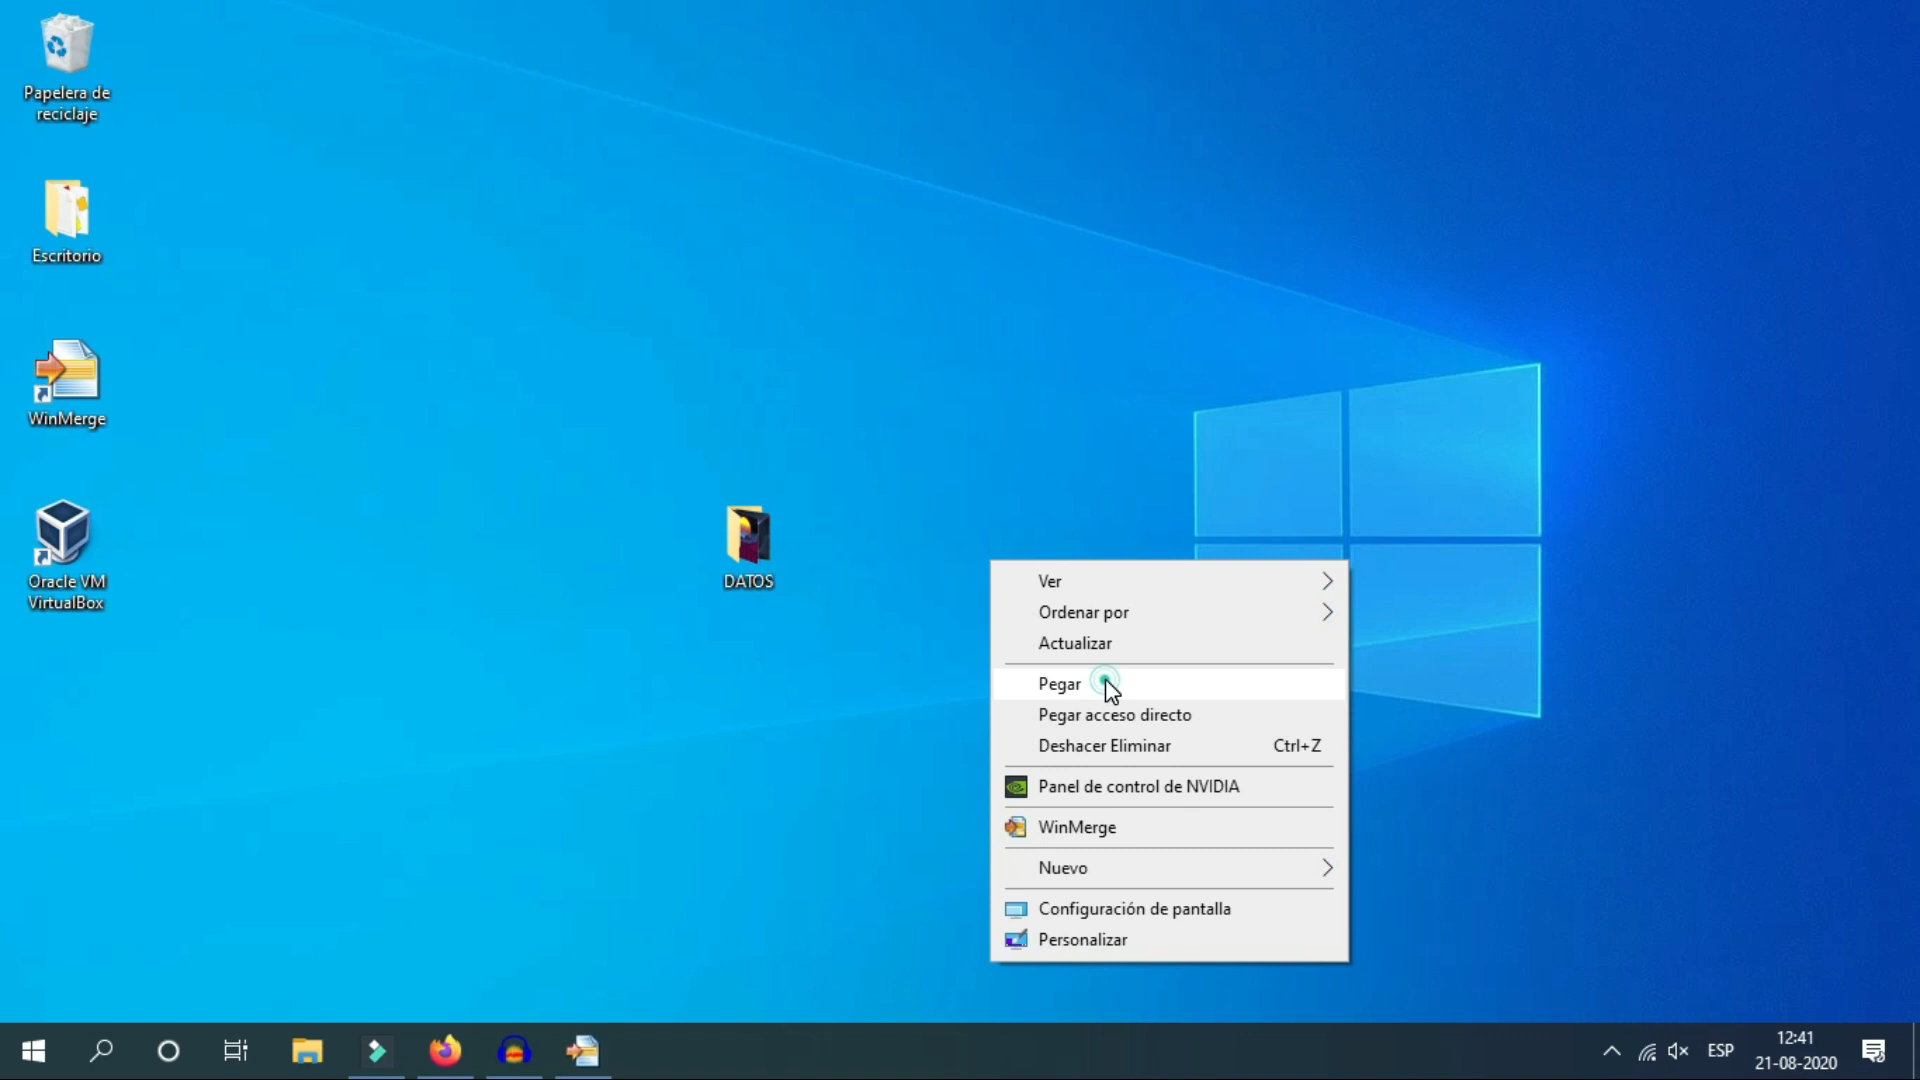 Papelera de
reciclaje
Escritorio
WinMerge
Oracle VM
VirtualBox
DATOS
Ver
Ordenar por
Actualizar
Pegar
Pegar acceso directo
Deshacer Eliminar Ctrl+Z
Panel de control de NVIDIA
WinMerge
Nuevo
Configuración de pantalla
Personalizar
ESP
12:41
21-08-2020